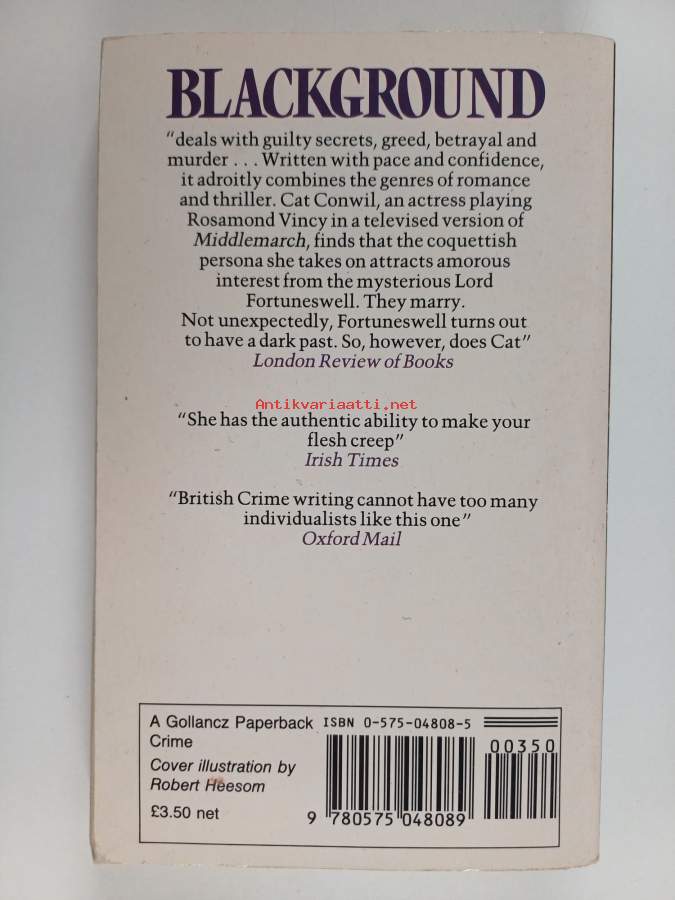 BLACKGROUND
“deals with guilty secrets, greed, betrayal and
murder . . . Written with pace and confidence,
it adroitly combines the genres of romance
and thriller. Cat Conwil, an actress playing
Rosamond Vincy in a televised version of
Middlemarch, finds that the coquettish
persona she takes on attracts amorous
interest from the mysterious Lord
Fortuneswell. They marry.
Not unexpectedly, Fortuneswell turns out
to have a dark past. So, however, does Cat”
London Review of Books
Antikvariaatti.net
“She has the authentic ability to make your
flesh creep”
Irish Times
“British Crime writing cannot have too many
individualists like this one”
Oxford Mail
A Gollancz Paperback
Crime
Cover illustration by
Robert Heesom
£3.50 net
ISBN 0-575-04808-5
00350
9 780575 048089